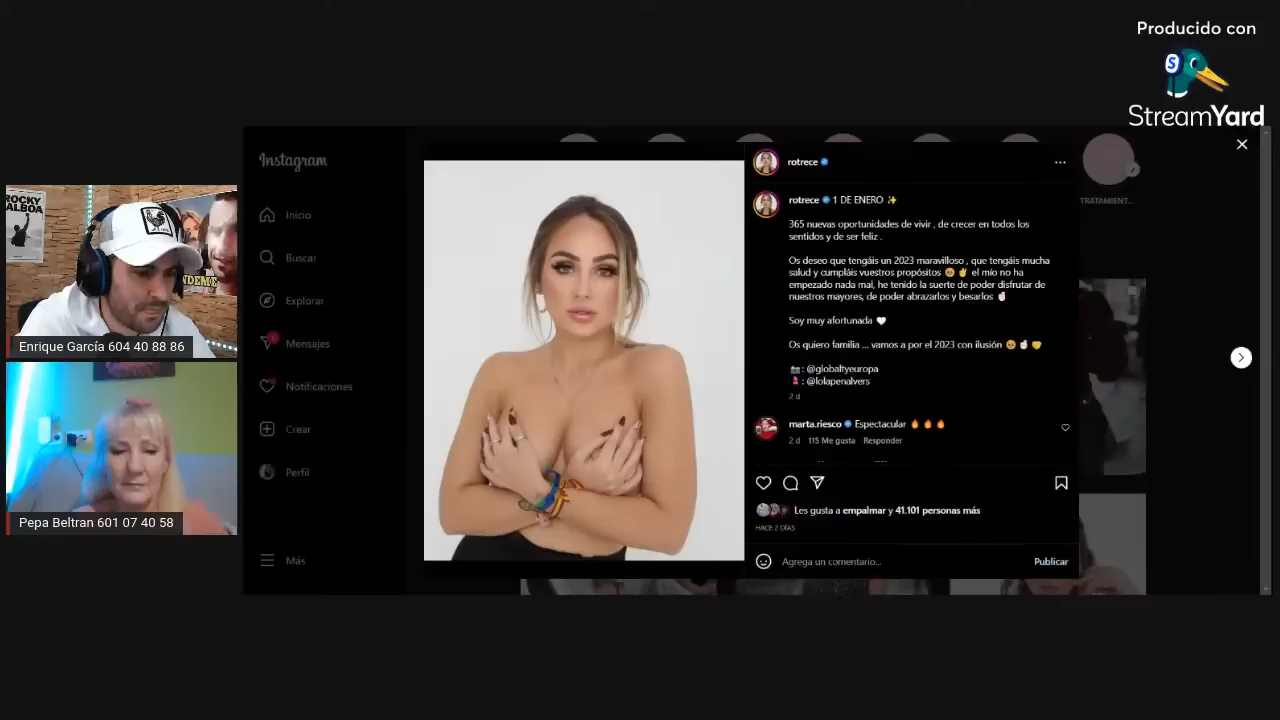 Producido con
StreamYard
Instagram
Inicio
Buscar
Explorar
Mensajes
Notificaciones
Crear
Perfil
Más
ROCKY
BALBOA
Enrique García 604 40 88 86
Pepa Beltran 601 07 40 58
rotrece
rotrece 1 DE ENERO ✨
365 nuevas oportunidades de vivir , de crecer en todos los
sentidos y de ser feliz .
Os deseo que tengáis un 2023 maravilloso , que tengáis mucha
salud y cumpláis vuestros propósitos el mío no ha
empezado nada mal, he tenido la suerte de poder disfrutar de
nuestros mayores, de poder abrazarlos y besarlos
Soy muy afortunada 🤍
Os quiero familia ... vamos a por el 2023 con ilusión
: @globaltyeuropa
: @lolapenalvers
2 d
marta.riesco Espectacular 🔥 🔥 🔥
2 d 115 Me gusta Responder
Les gusta a empalmar y 41.101 personas más
HACE 2 DÍAS
Agrega un comentario...
Publicar
TRATAMIENT...